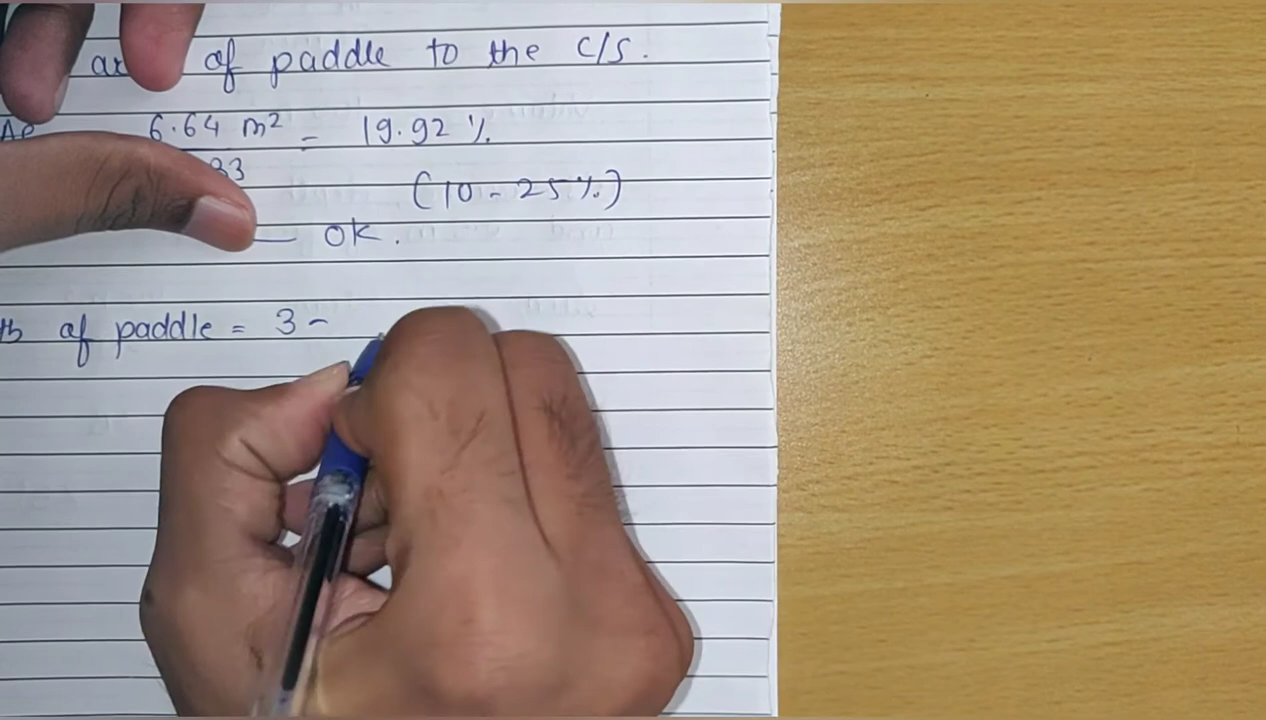 of paddle to the C/S.
6.64 m² = 19.92 %
33
(10 - 25 %.)
— OK.
of paddle = 3 -